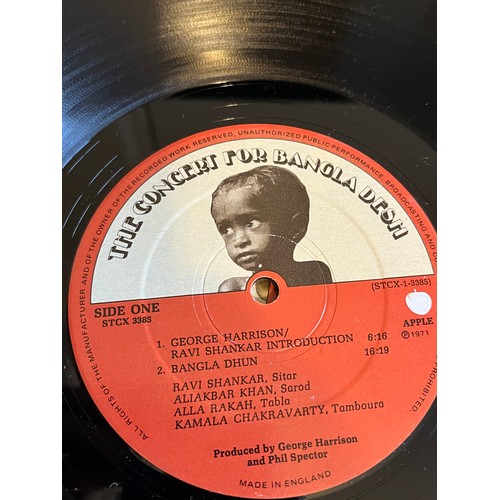 ALL RIGHTS OF THE MANUFACTURER AND OF THE OWNER OF THE RECORDED WORK RESERVED, UNAUTHORIZED PUBLIC PERFORMANCE, BROADCASTING AND PROHIBITED.
THE CONCERT FOR BANGLA DESH
(STCX-1-3385)
SIDE ONE
STCX 3385
APPLE
℗ 1971
1. GEORGE HARRISON/
RAVI SHANKAR INTRODUCTION 6:16
2. BANGLA DHUN 16:19
RAVI SHANKAR, Sitar
ALIAKBAR KHAN, Sarod
ALLA RAKAH, Tabla
KAMALA CHAKRAVARTY, Tamboura
Produced by George Harrison
and Phil Spector
MADE IN ENGLAND